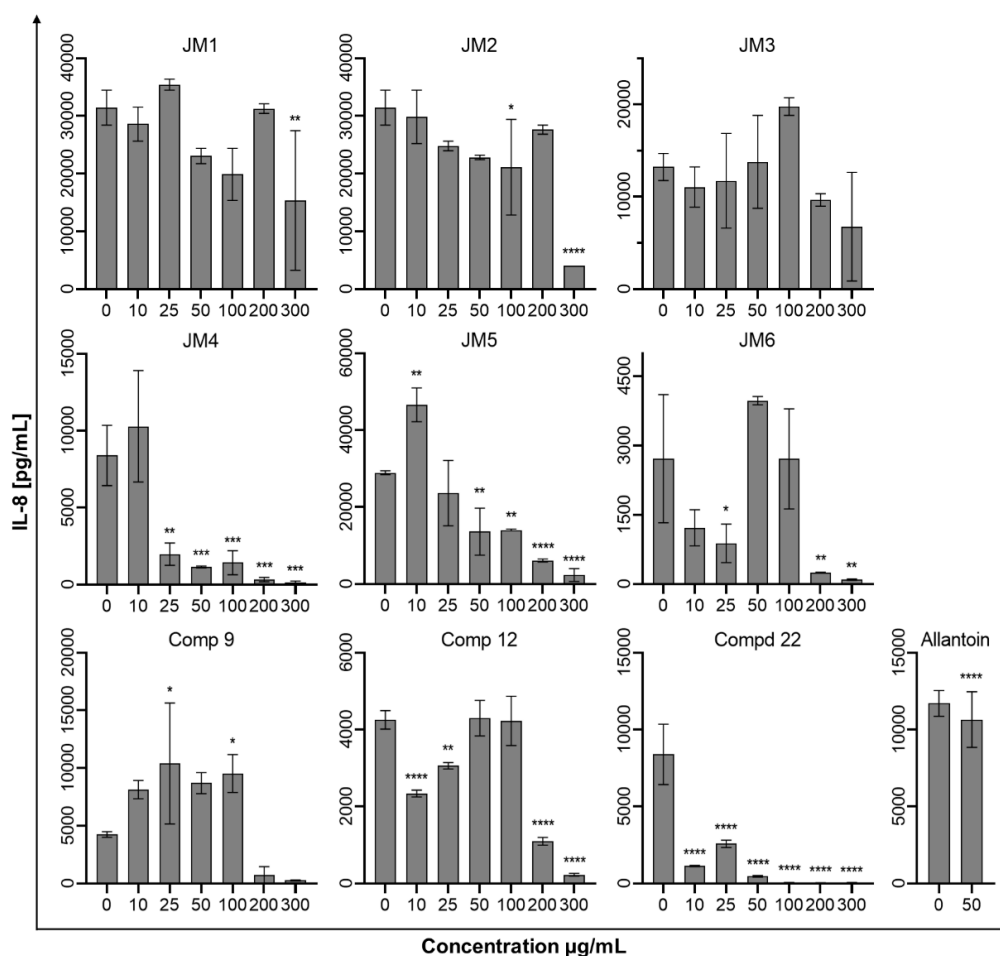 JM1
JM2
JM3
40000
30000
20000
10000
0
**
0 10 25 50 100 200 300
40000
30000
20000
10000
0
*
****
0 10 25 50 100 200 300
20000
10000
0
0 10 25 50 100 200 300
JM4
JM5
JM6
15000
10000
5000
0
** *** *** *** ***
0 10 25 50 100 200 300
60000
40000
20000
0
** ** ** **** ****
0 10 25 50 100 200 300
4500
3000
1500
0
* ** **
0 10 25 50 100 200 300
IL-8 [pg/mL]
Comp 9
Comp 12
Compd 22
Allantoin
20000
15000
10000
5000
0
* *
0 10 25 50 100 200 300
6000
4000
2000
0
**** ** **** ****
0 10 25 50 100 200 300
15000
10000
5000
0
**** **** **** **** **** ****
0 10 25 50 100 200 300
15000
10000
5000
0
****
0 50
Concentration µg/mL